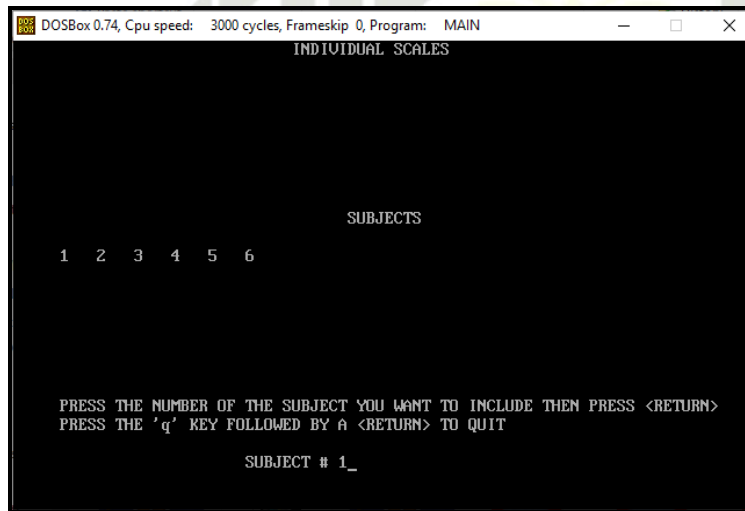 DOSBox 0.74, Cpu speed: 3000 cycles, Frameskip 0, Program: MAIN
INDIVIDUAL SCALES
SUBJECTS
1 2 3 4 5 6
PRESS THE NUMBER OF THE SUBJECT YOU WANT TO INCLUDE THEN PRESS <RETURN>
PRESS THE 'q' KEY FOLLOWED BY A <RETURN> TO QUIT
SUBJECT # 1_